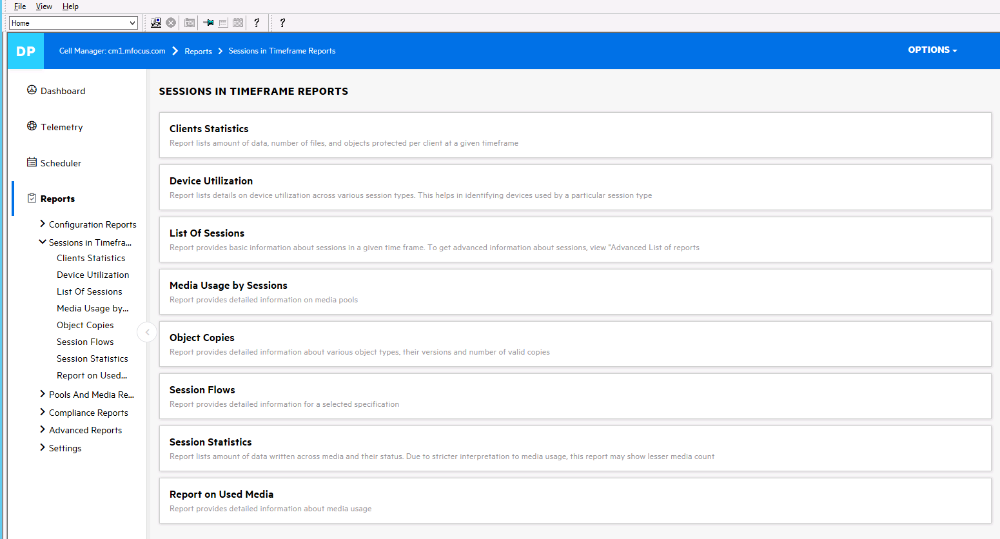 File View Help
Home
? ?
DP Cell Manager: cm1.mfocus.com Reports Sessions in Timeframe Reports OPTIONS
Dashboard
Telemetry
Scheduler
Reports
Configuration Reports
Sessions in Timefra...
Clients Statistics
Device Utilization
List Of Sessions
Media Usage by...
Object Copies
Session Flows
Session Statistics
Report on Used...
Pools And Media Re...
Compliance Reports
Advanced Reports
Settings
SESSIONS IN TIMEFRAME REPORTS
Clients Statistics
Report lists amount of data, number of files, and objects protected per client at a given timeframe
Device Utilization
Report lists details on device utilization across various session types. This helps in identifying devices used by a particular session type
List Of Sessions
Report provides basic information about sessions in a given time frame. To get advanced information about sessions, view "Advanced List of reports
Media Usage by Sessions
Report provides detailed information on media pools
Object Copies
Report provides detailed information about various object types, their versions and number of valid copies
Session Flows
Report provides detailed information for a selected specification
Session Statistics
Report lists amount of data written across media and their status. Due to stricter interpretation to media usage, this report may show lesser media count
Report on Used Media
Report provides detailed information about media usage